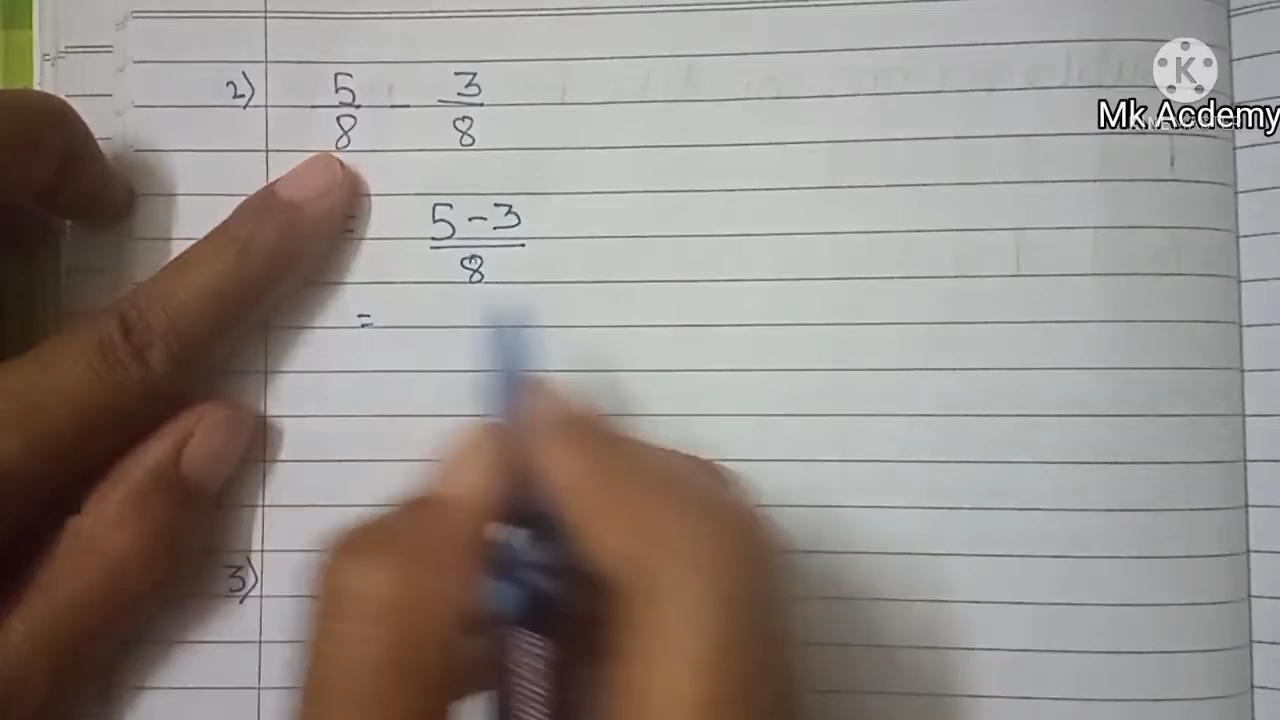 2) 5/8 - 3/8
= 5-3/8
=
3)
K
Mk Acdemy